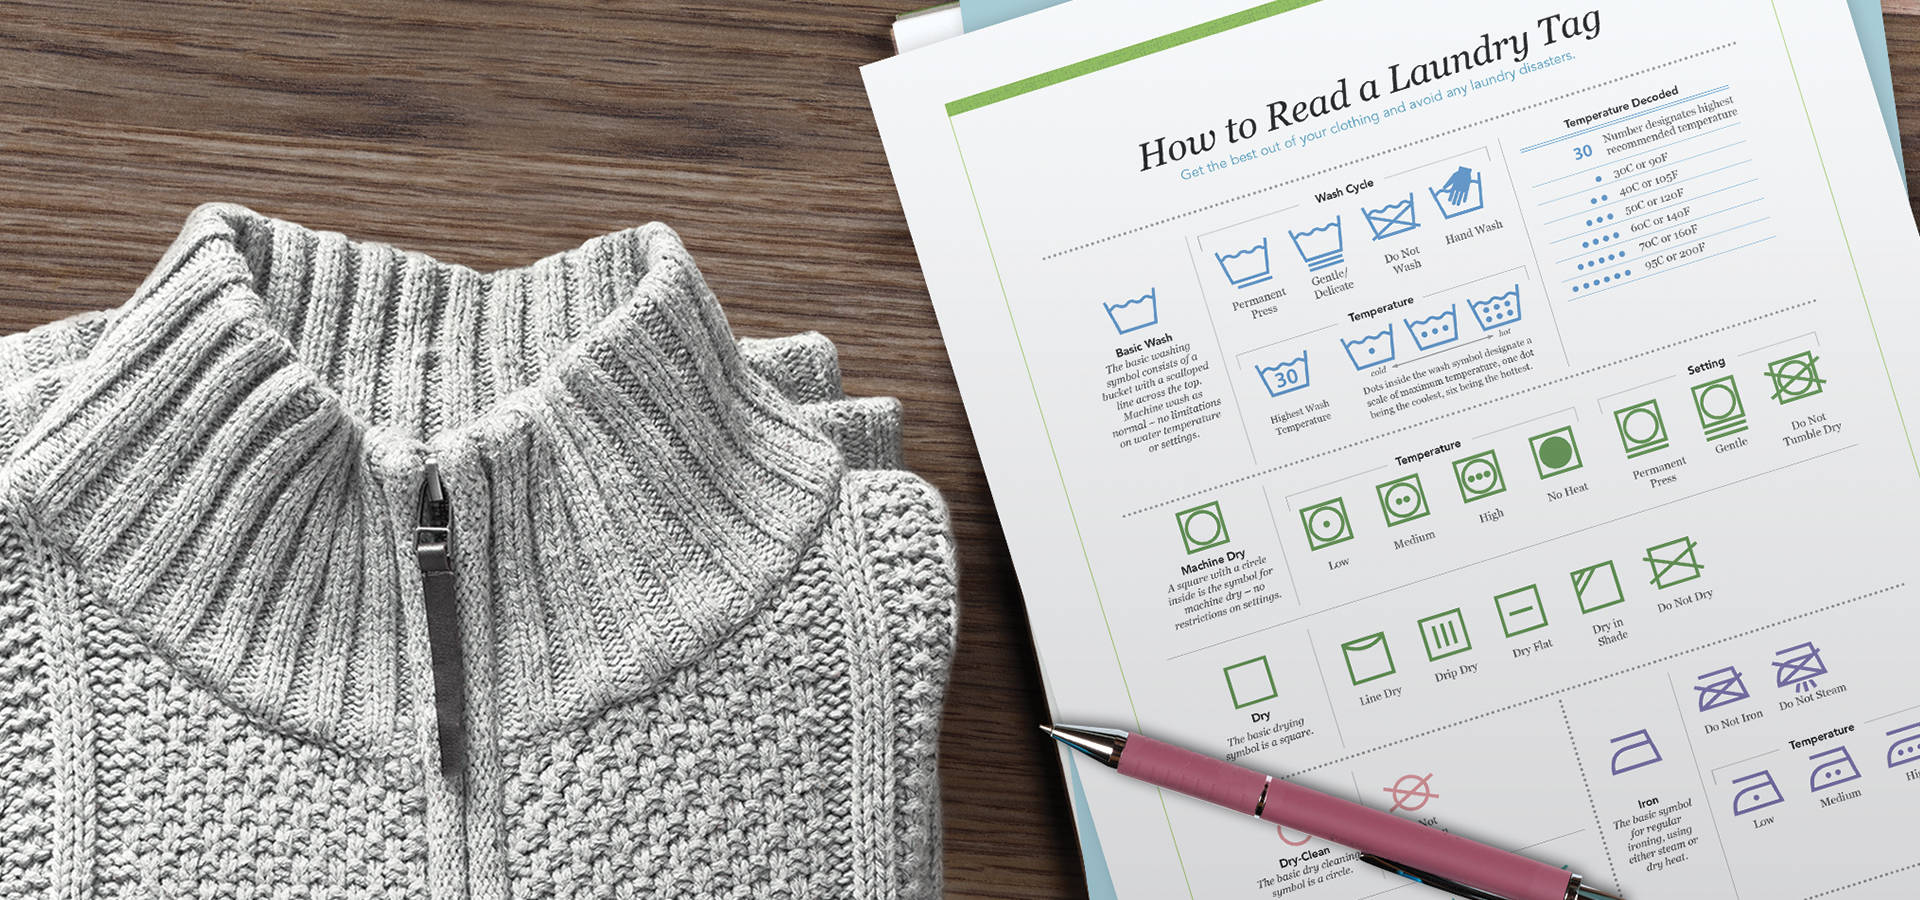 How to Read a Laundry Tag
Get the best out of your clothing and avoid any laundry disasters.
Basic Wash
The basic washing
symbol consists of a
bucket with a scalloped
line across the top.
Machine wash as
normal – no limitations
on water temperature
or settings.
Wash Cycle
Permanent
Press
Gentle/
Delicate
Do Not
Wash
Hand Wash
Temperature
30
Highest Wash
Temperature
cold
hot
Dots inside the wash symbol designate a
scale of maximum temperature, one dot
being the coolest, six being the hottest.
Temperature Decoded
30
Number designates highest
recommended temperature
30C or 90F
40C or 105F
50C or 120F
60C or 140F
70C or 160F
95C or 200F
Machine Dry
A square with a circle
inside is the symbol for
machine dry – no
restrictions on settings.
Temperature
Low
Medium
High
No Heat
Setting
Permanent
Press
Gentle
Do Not
Tumble Dry
Dry
The basic drying
symbol is a square.
Line Dry
Drip Dry
Dry Flat
Dry in
Shade
Do Not Dry
Dry-Clean
The basic dry cleaning
symbol is a circle.
Not
Iron
The basic symbol
for regular
ironing, using
either steam or
dry heat.
Do Not Iron
Do Not Steam
Temperature
Low
Medium
Hi